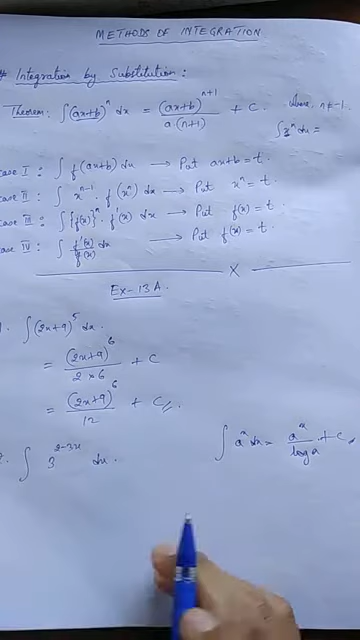 METHODS OF INTEGRATION
Integration by Substitution :
Theorem : ∫(ax+b)^n dx = (ax+b)^(n+1) / a(n+1) + C. where n≠-1.
∫x^n dx =
case I : ∫ f(ax+b) dx → Put ax+b = t.
case II : ∫ x^(n-1) f(x^n) dx → Put x^n = t.
case III : ∫{f(x)}^n . f'(x) dx → Put f(x) = t.
case IV : ∫ f'(x)/f(x) dx → Put f(x) = t.
x
Ex-13A.
1. ∫(2x+9)^5 dx.
= (2x+9)^6 / 2×6 + C
= (2x+9)^6 / 12 + C //.
2. ∫ 3^(2-3x) dx.
∫ a^x dx = a^x / log a + C //